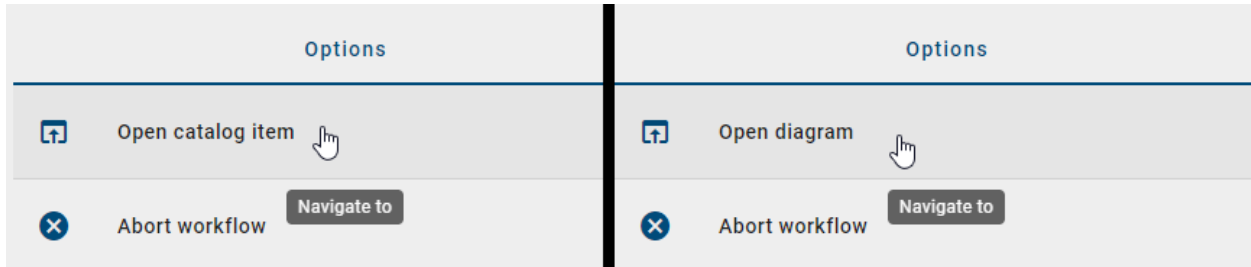 Options
Open catalog item
Navigate to
Abort workflow
Options
Open diagram
Navigate to
Abort workflow